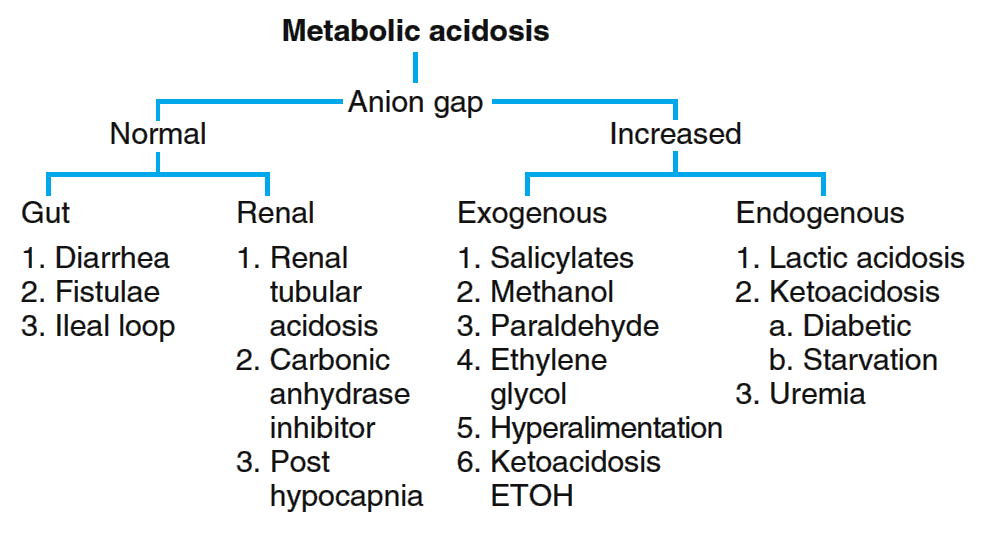 Metabolic acidosis
Anion gap
Normal
Increased
Gut
1. Diarrhea
2. Fistulae
3. Ileal loop
Renal
1. Renal
tubular
acidosis
2. Carbonic
anhydrase
inhibitor
3. Post
hypocapnia
Exogenous
1. Salicylates
2. Methanol
3. Paraldehyde
4. Ethylene
glycol
5. Hyperalimentation
6. Ketoacidosis
ETOH
Endogenous
1. Lactic acidosis
2. Ketoacidosis
a. Diabetic
b. Starvation
3. Uremia